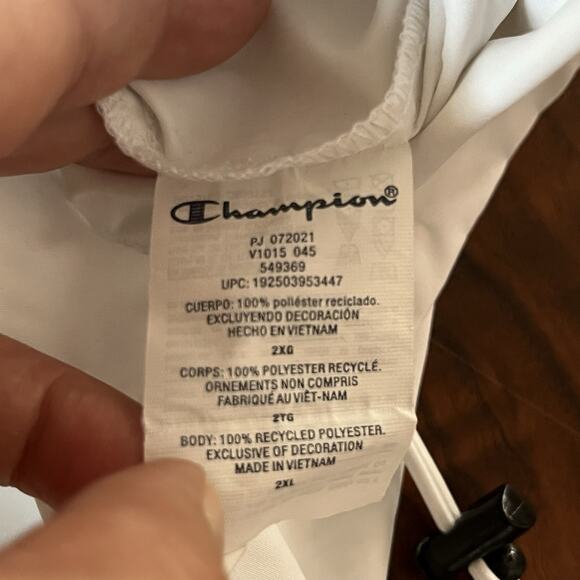 Champion®
PJ 072021
V1015 045
549369
UPC: 192503953447
CUERPO: 100% poliéster reciclado.
EXCLUYENDO DECORACIÓN
HECHO EN VIETNAM
2XG
CORPS: 100% POLYESTER RECYCLÉ.
ORNEMENTS NON COMPRIS
FABRIQUÉ AU VIÊT-NAM
2TG
BODY: 100% RECYCLED POLYESTER.
EXCLUSIVE OF DECORATION
MADE IN VIETNAM
2XL